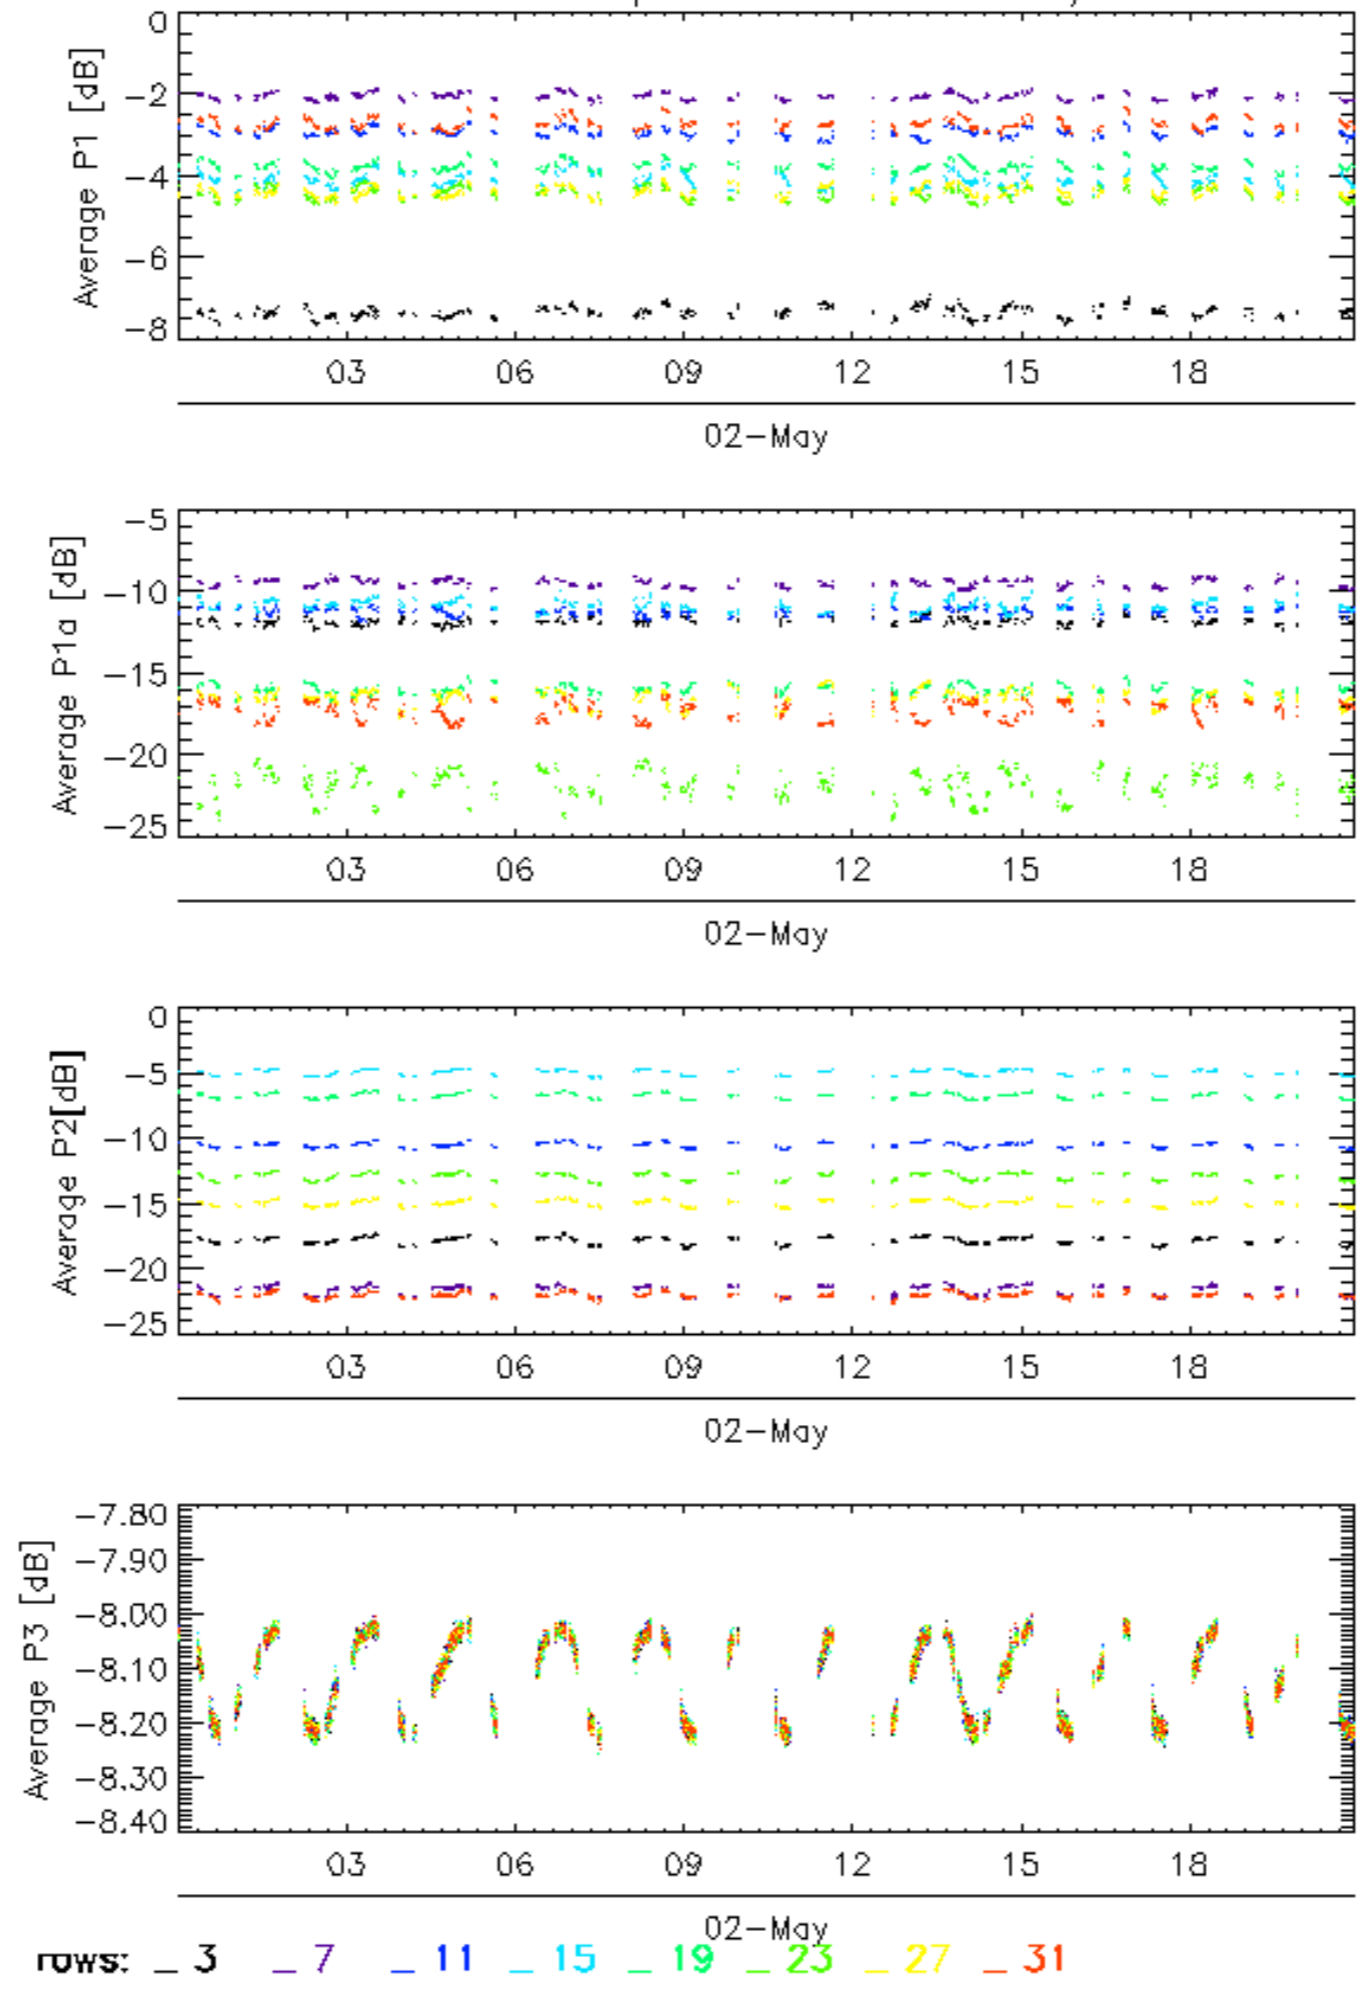 Average P1 [dB]
0
-2
-4
-6
-8
03 06 09 12 15 18
02-May
Average P1a [dB]
-5
-10
-15
-20
-25
03 06 09 12 15 18
02-May
Average P2[dB]
0
-5
-10
-15
-20
-25
03 06 09 12 15 18
02-May
Average P3 [dB]
-7.80
-7.90
-8.00
-8.10
-8.20
-8.30
-8.40
03 06 09 12 15 18
02-May
rows: _ 3 _ 7 _ 11 _ 15 _ 19 _ 23 _ 27 _ 31